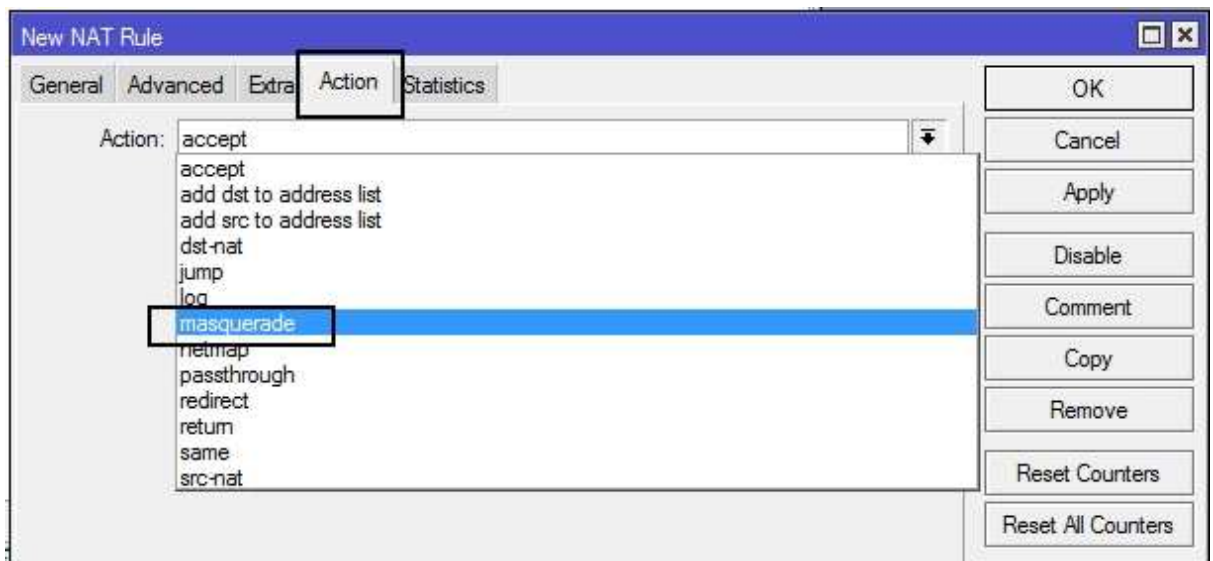 New NAT Rule
General Advanced Extra Action Statistics
Action: accept
accept
add dst to address list
add src to address list
dst-nat
jump
log
masquerade
netmap
passthrough
redirect
return
same
src-nat
OK
Cancel
Apply
Disable
Comment
Copy
Remove
Reset Counters
Reset All Counters